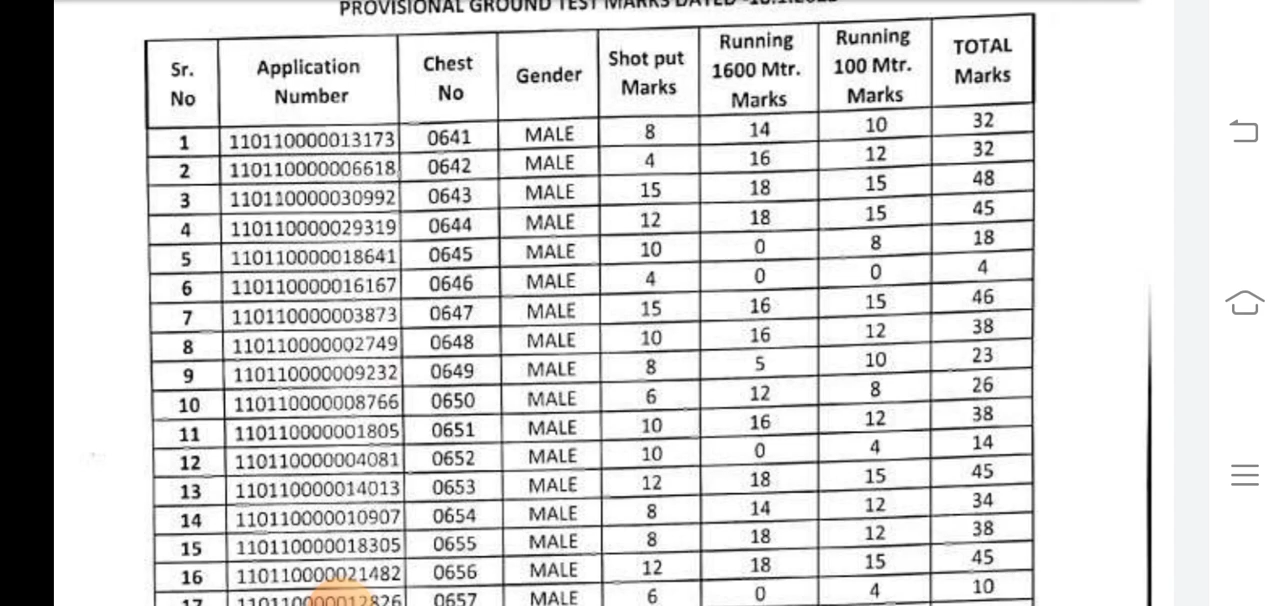 PROVISIONAL GROUND TEST MARKS DATED
Sr. No Application Number Chest No Gender Shot put Marks Running 1600 Mtr. Marks Running 100 Mtr. Marks TOTAL Marks
1 110110000013173 0641 MALE 8 14 10 32
2 110110000006618 0642 MALE 4 16 12 32
3 110110000030992 0643 MALE 15 18 15 48
4 110110000029319 0644 MALE 12 18 15 45
5 110110000018641 0645 MALE 10 0 8 18
6 110110000016167 0646 MALE 4 0 0 4
7 110110000003873 0647 MALE 15 16 15 46
8 110110000002749 0648 MALE 10 16 12 38
9 110110000009232 0649 MALE 8 5 10 23
10 110110000008766 0650 MALE 6 12 8 26
11 110110000001805 0651 MALE 10 16 12 38
12 110110000004081 0652 MALE 10 0 4 14
13 110110000014013 0653 MALE 12 18 15 45
14 110110000010907 0654 MALE 8 14 12 34
15 110110000018305 0655 MALE 8 18 12 38
16 110110000021482 0656 MALE 12 18 15 45
17 110110000012826 0657 MALE 6 0 4 10